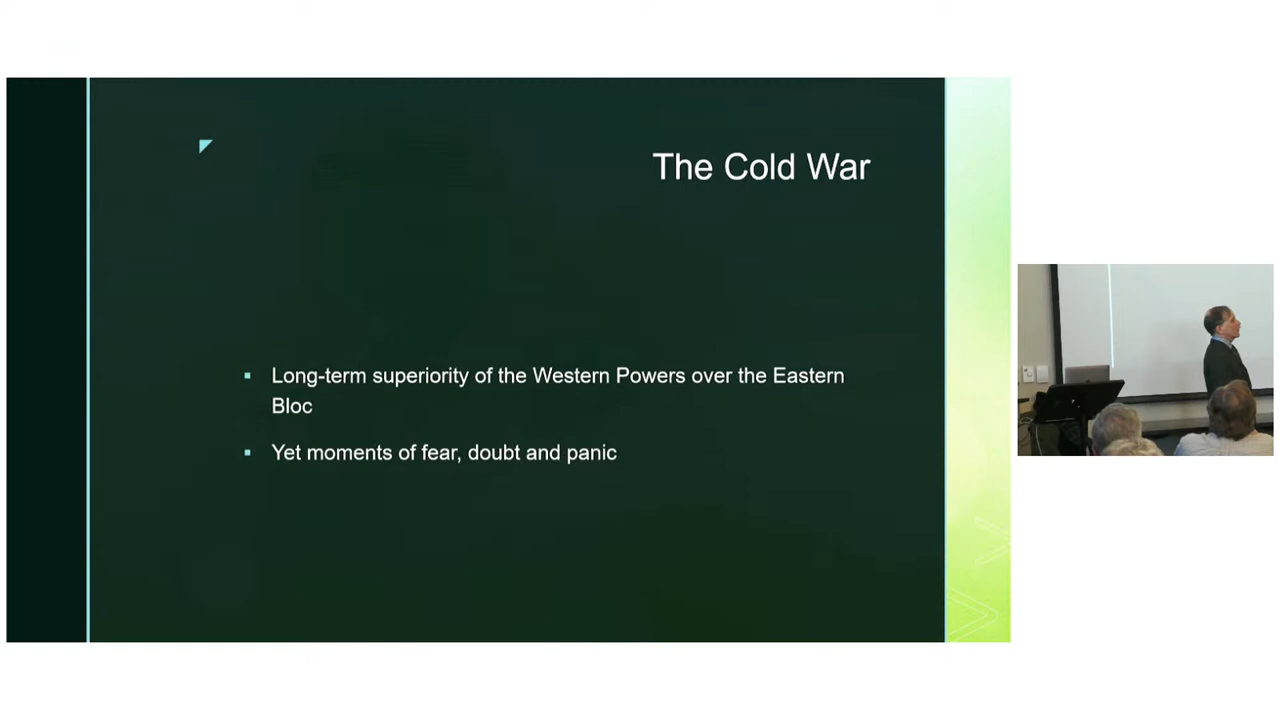 The Cold War
Long-term superiority of the Western Powers over the Eastern
Bloc
Yet moments of fear, doubt and panic